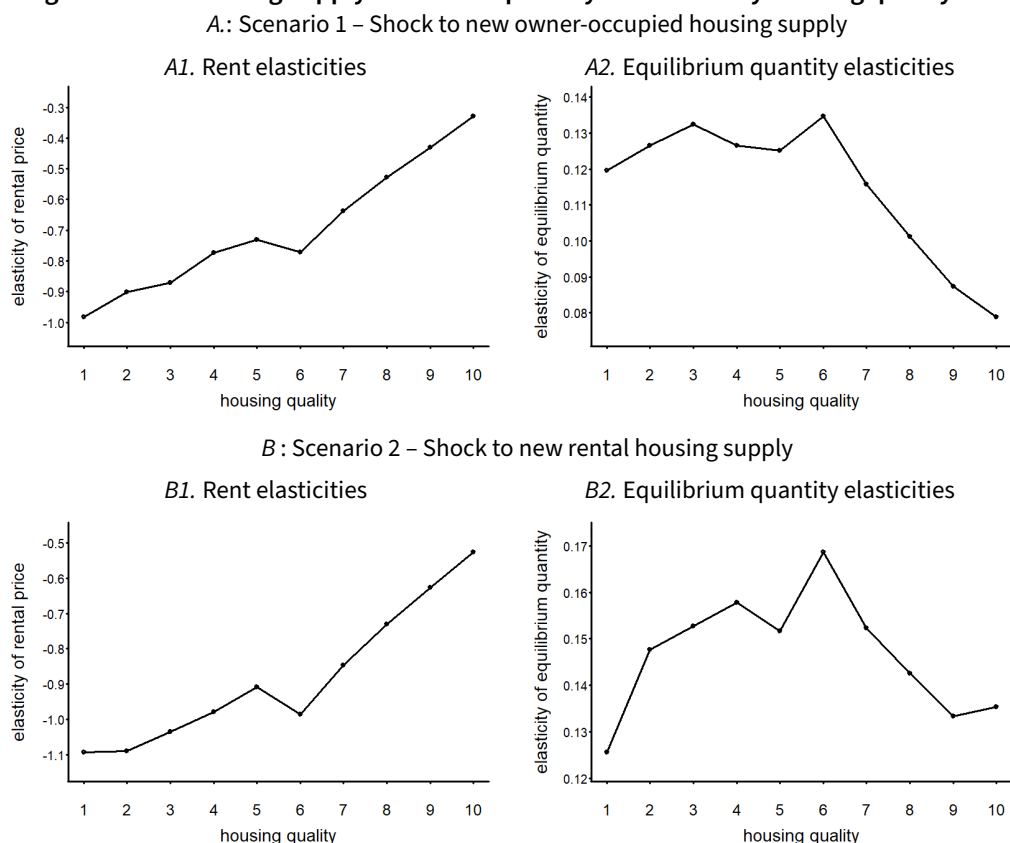 A.: Scenario 1 – Shock to new owner-occupied housing supply
A1. Rent elasticities
elasticity of rental price
-0.3
-0.4
-0.5
-0.6
-0.7
-0.8
-0.9
-1.0
1 2 3 4 5 6 7 8 9 10
housing quality
A2. Equilibrium quantity elasticities
elasticity of equilibrium quantity
0.14
0.13
0.12
0.11
0.10
0.09
0.08
1 2 3 4 5 6 7 8 9 10
housing quality
B : Scenario 2 – Shock to new rental housing supply
B1. Rent elasticities
elasticity of rental price
-0.5
-0.6
-0.7
-0.8
-0.9
-1.0
-1.1
1 2 3 4 5 6 7 8 9 10
housing quality
B2. Equilibrium quantity elasticities
elasticity of equilibrium quantity
0.17
0.16
0.15
0.14
0.13
0.12
1 2 3 4 5 6 7 8 9 10
housing quality